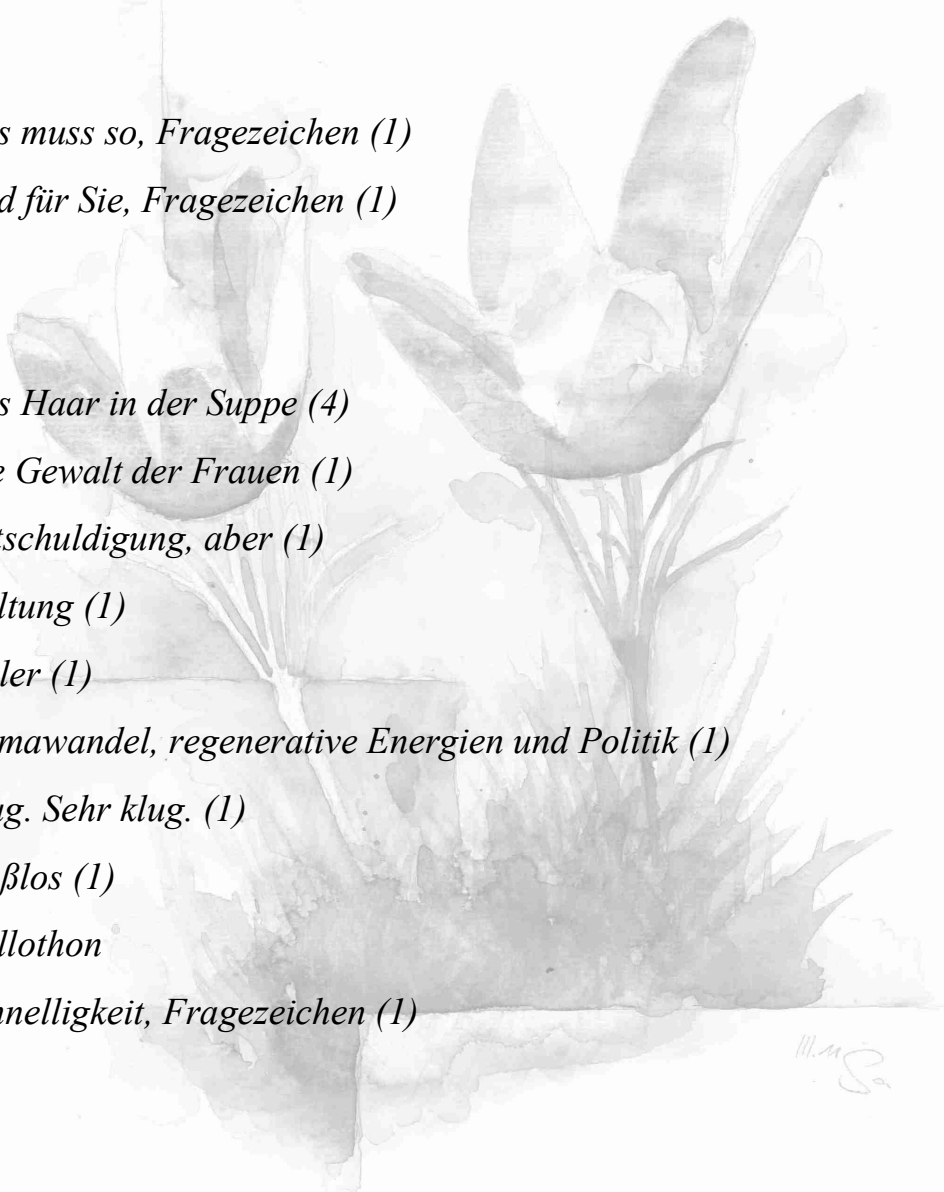 s muss so, Fragezeichen (1)
d für Sie, Fragezeichen (1)
s Haar in der Suppe (4)
e Gewalt der Frauen (1)
tschuldigung, aber (1)
ltung (1)
ler (1)
mawandel, regenerative Energien und Politik (1)
ug. Sehr klug. (1)
ßlos (1)
llothon
nnelligkeit, Fragezeichen (1)